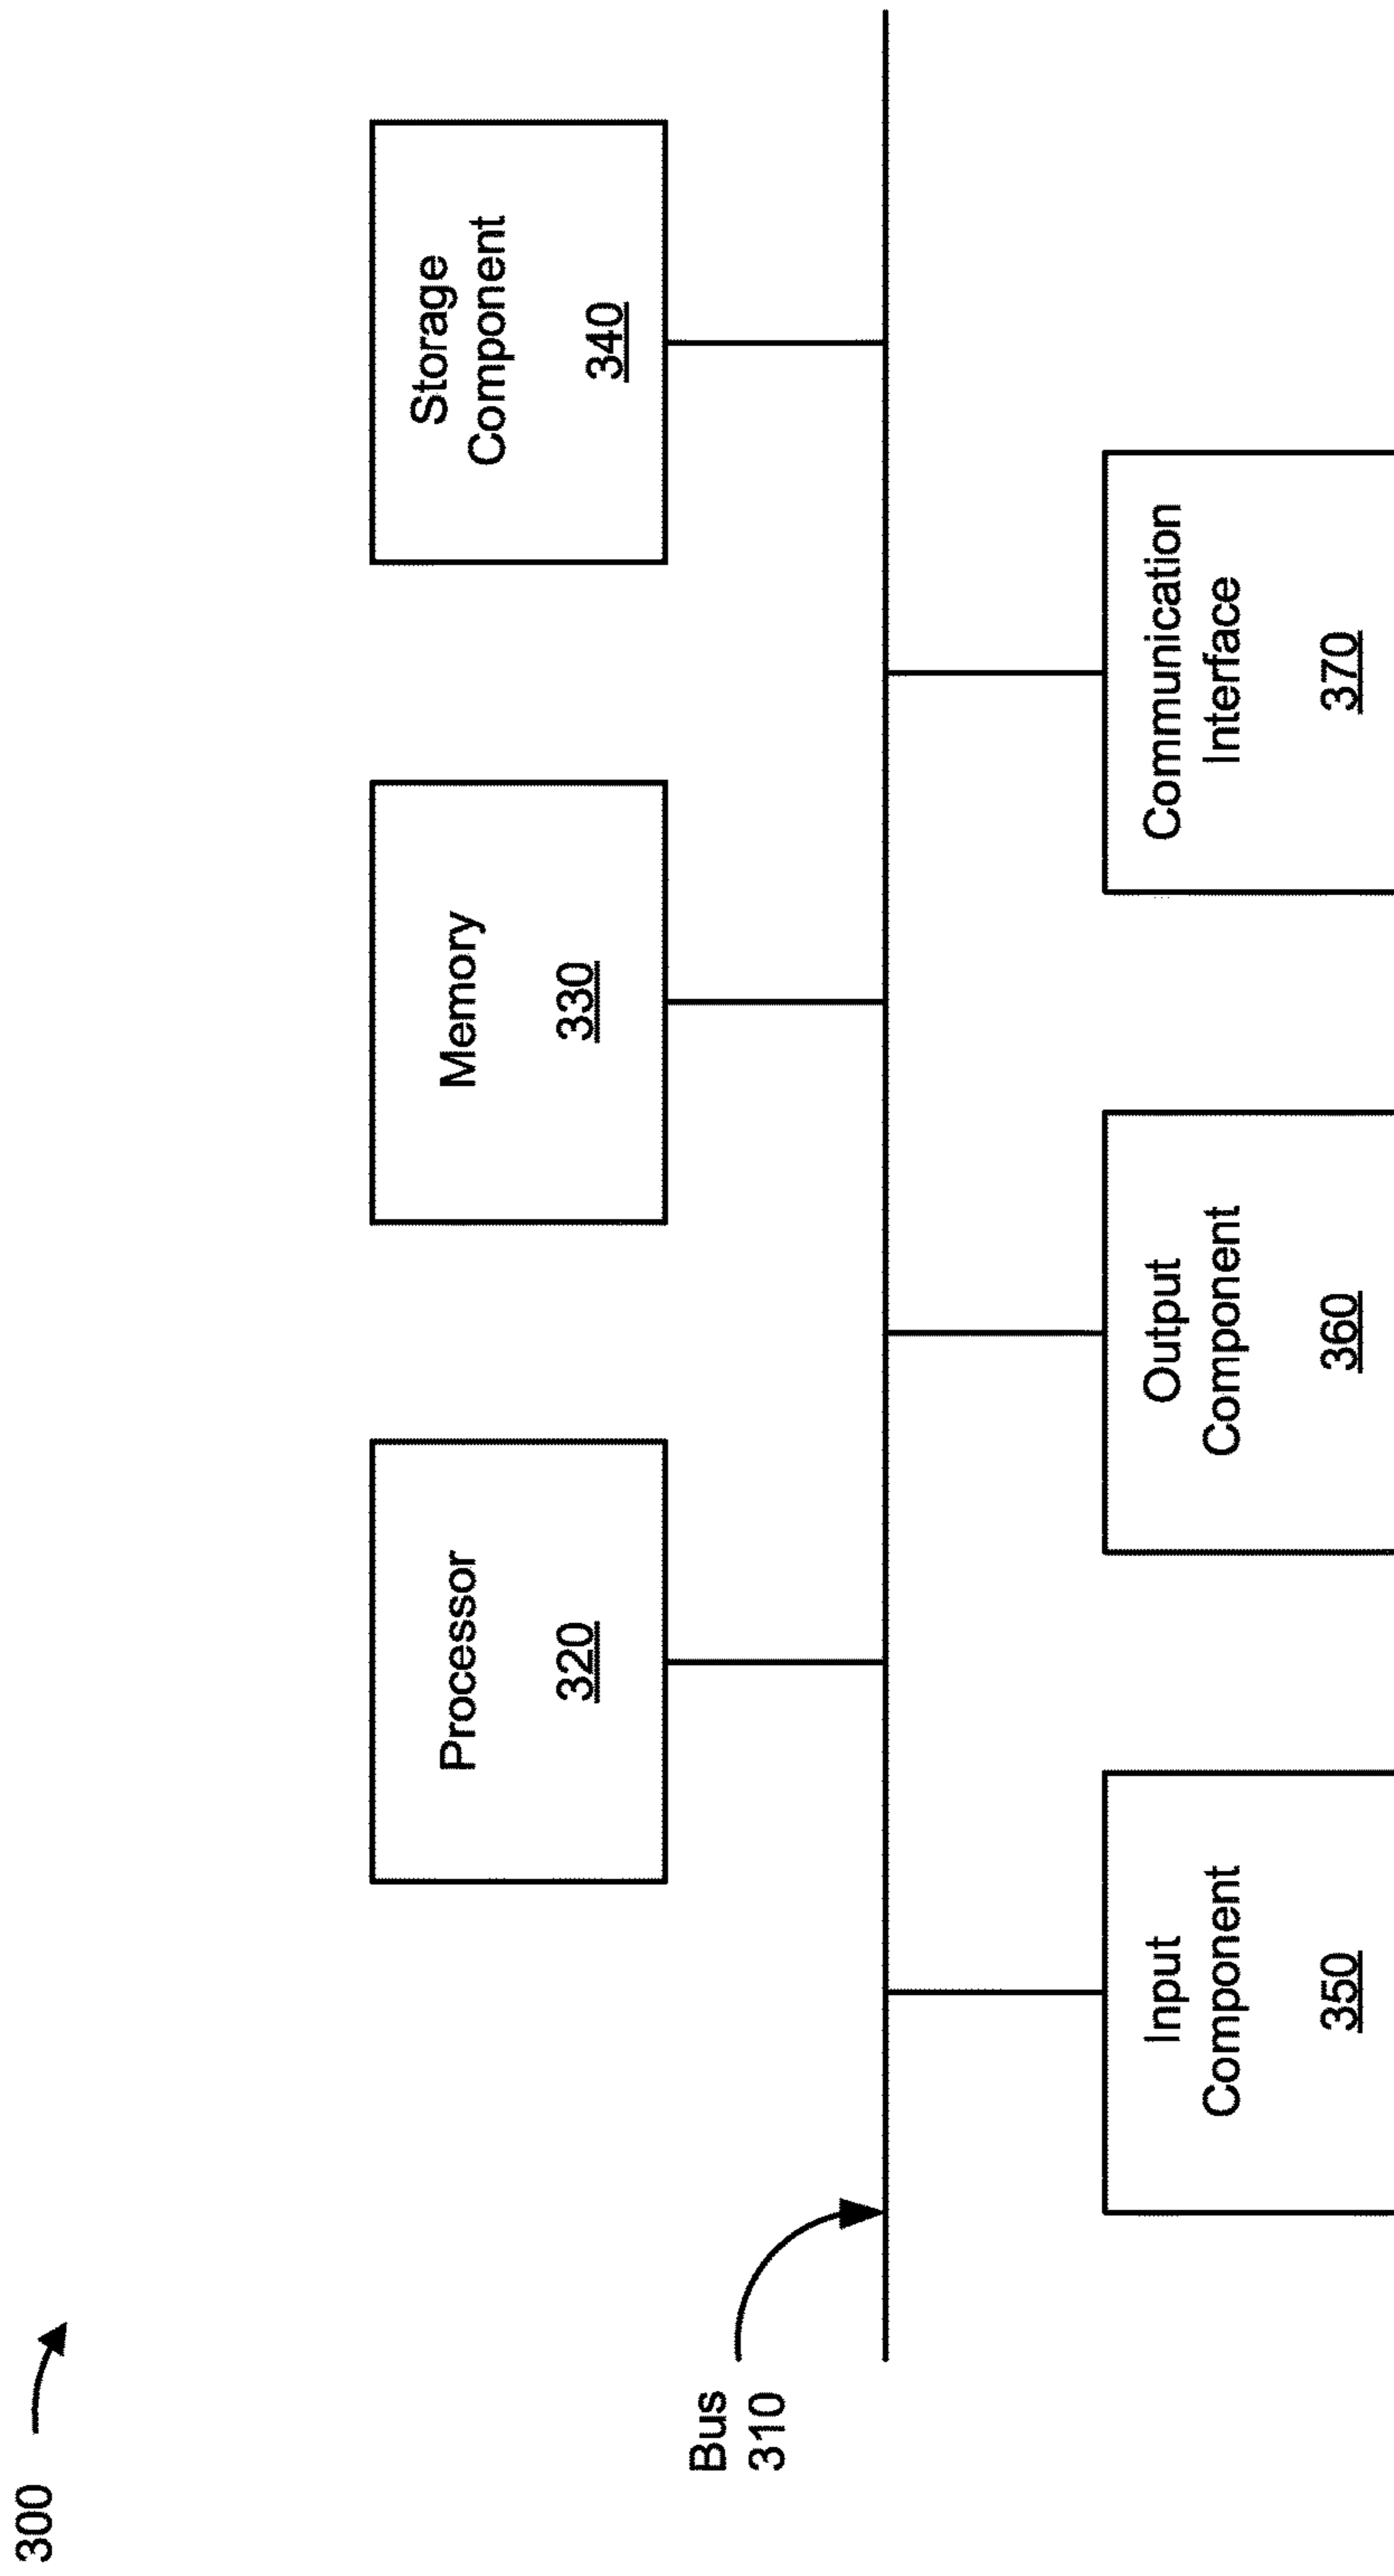 300
Processor
320
Memory
330
Storage
Component
340
Bus
310
Input
Component
350
Output
Component
360
Communication
Interface
370